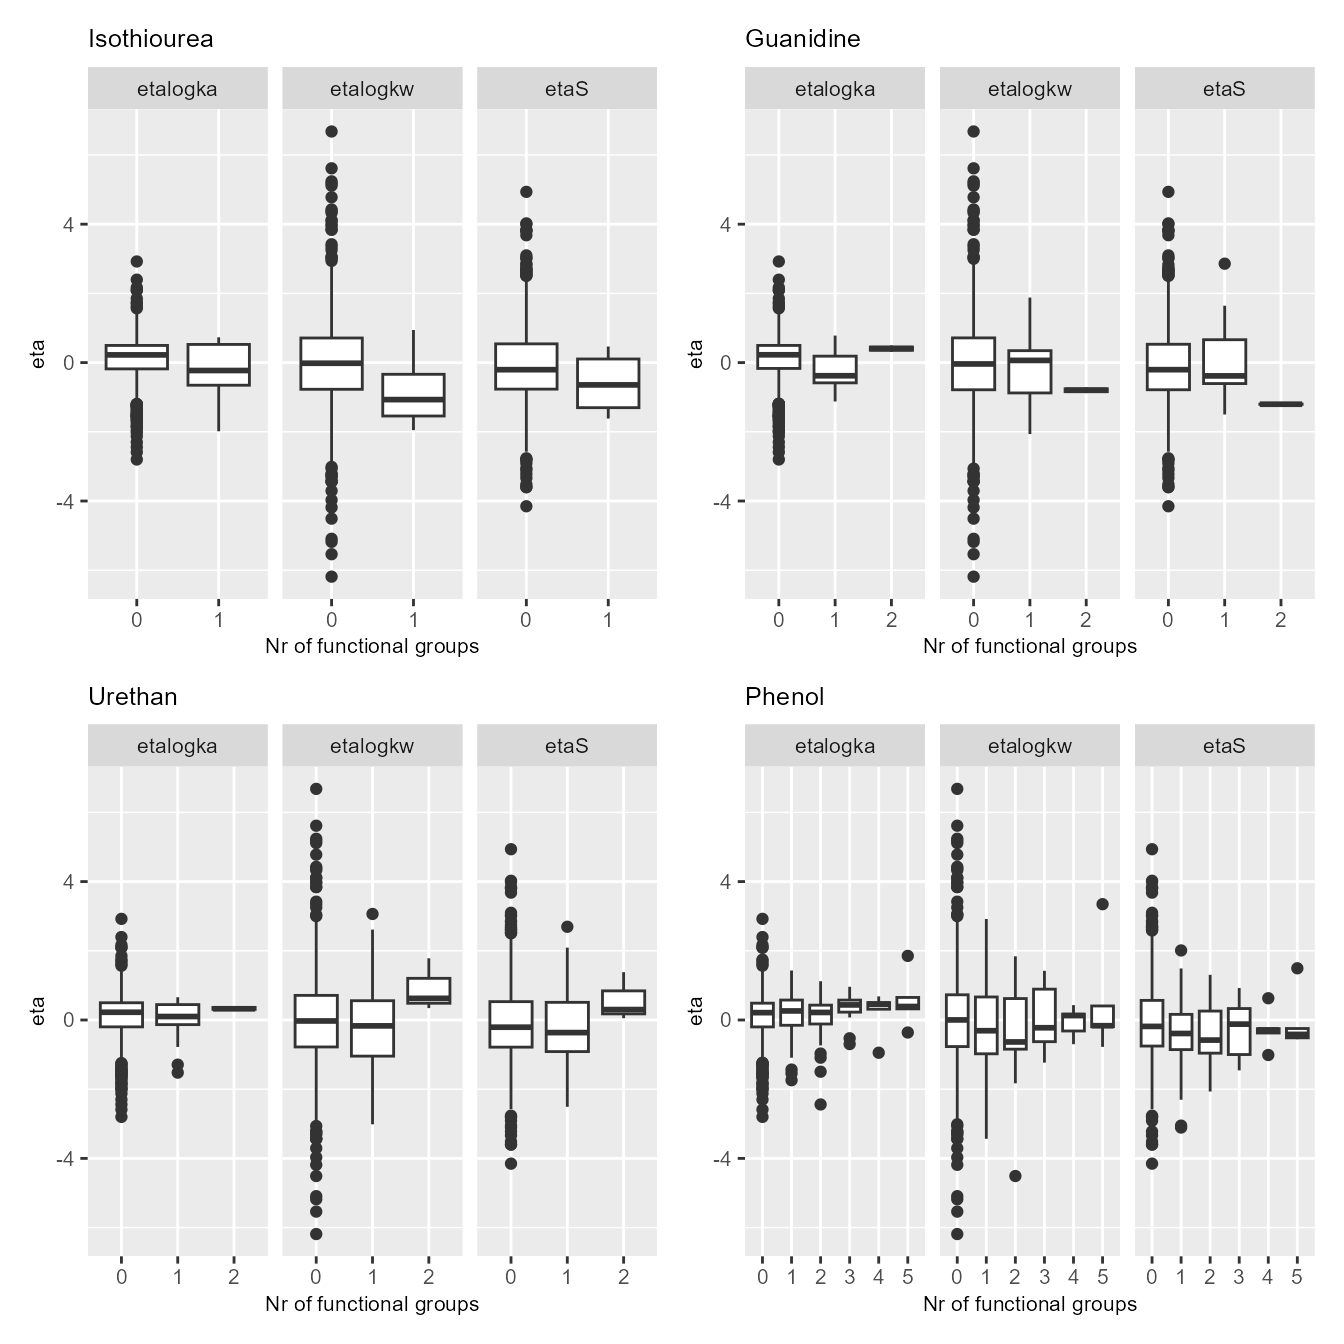 Isothiourea
etalogka etalogkw etaS
eta
4
0
-4
0 1 0 1 0 1
Nr of functional groups
Guanidine
etalogka etalogkw etaS
eta
4
0
-4
0 1 2 0 1 2 0 1 2
Nr of functional groups
Urethan
etalogka etalogkw etaS
eta
4
0
-4
0 1 2 0 1 2 0 1 2
Nr of functional groups
Phenol
etalogka etalogkw etaS
eta
4
0
-4
0 1 2 3 4 5 0 1 2 3 4 5 0 1 2 3 4 5
Nr of functional groups